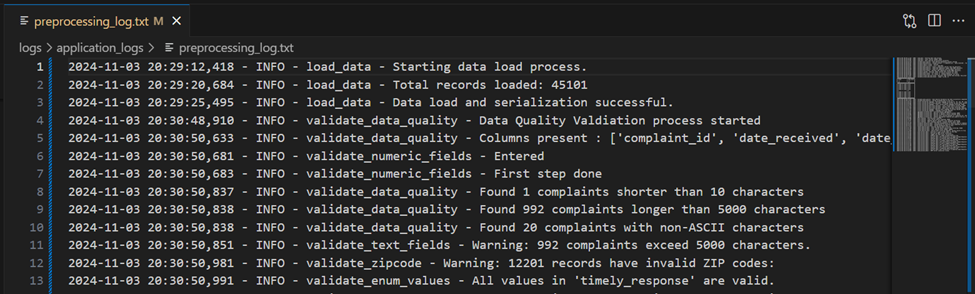 preprocessing_log.txt M
logs > application_logs > preprocessing_log.txt
1 2024-11-03 20:29:12,418 - INFO - load_data - Starting data load process.
2 2024-11-03 20:29:20,684 - INFO - load_data - Total records loaded: 45101
3 2024-11-03 20:29:25,495 - INFO - load_data - Data load and serialization successful.
4 2024-11-03 20:30:48,910 - INFO - validate_data_quality - Data Quality Valdiation process started
5 2024-11-03 20:30:50,633 - INFO - validate_data_quality - Columns present : ['complaint_id', 'date_received', 'date_
6 2024-11-03 20:30:50,681 - INFO - validate_numeric_fields - Entered
7 2024-11-03 20:30:50,683 - INFO - validate_numeric_fields - First step done
8 2024-11-03 20:30:50,837 - INFO - validate_data_quality - Found 1 complaints shorter than 10 characters
9 2024-11-03 20:30:50,838 - INFO - validate_data_quality - Found 992 complaints longer than 5000 characters
10 2024-11-03 20:30:50,838 - INFO - validate_data_quality - Found 20 complaints with non-ASCII characters
11 2024-11-03 20:30:50,851 - INFO - validate_text_fields - Warning: 992 complaints exceed 5000 characters.
12 2024-11-03 20:30:50,981 - INFO - validate_zipcode - Warning: 12201 records have invalid ZIP codes:
13 2024-11-03 20:30:50,991 - INFO - validate_enum_values - All values in 'timely_response' are valid.